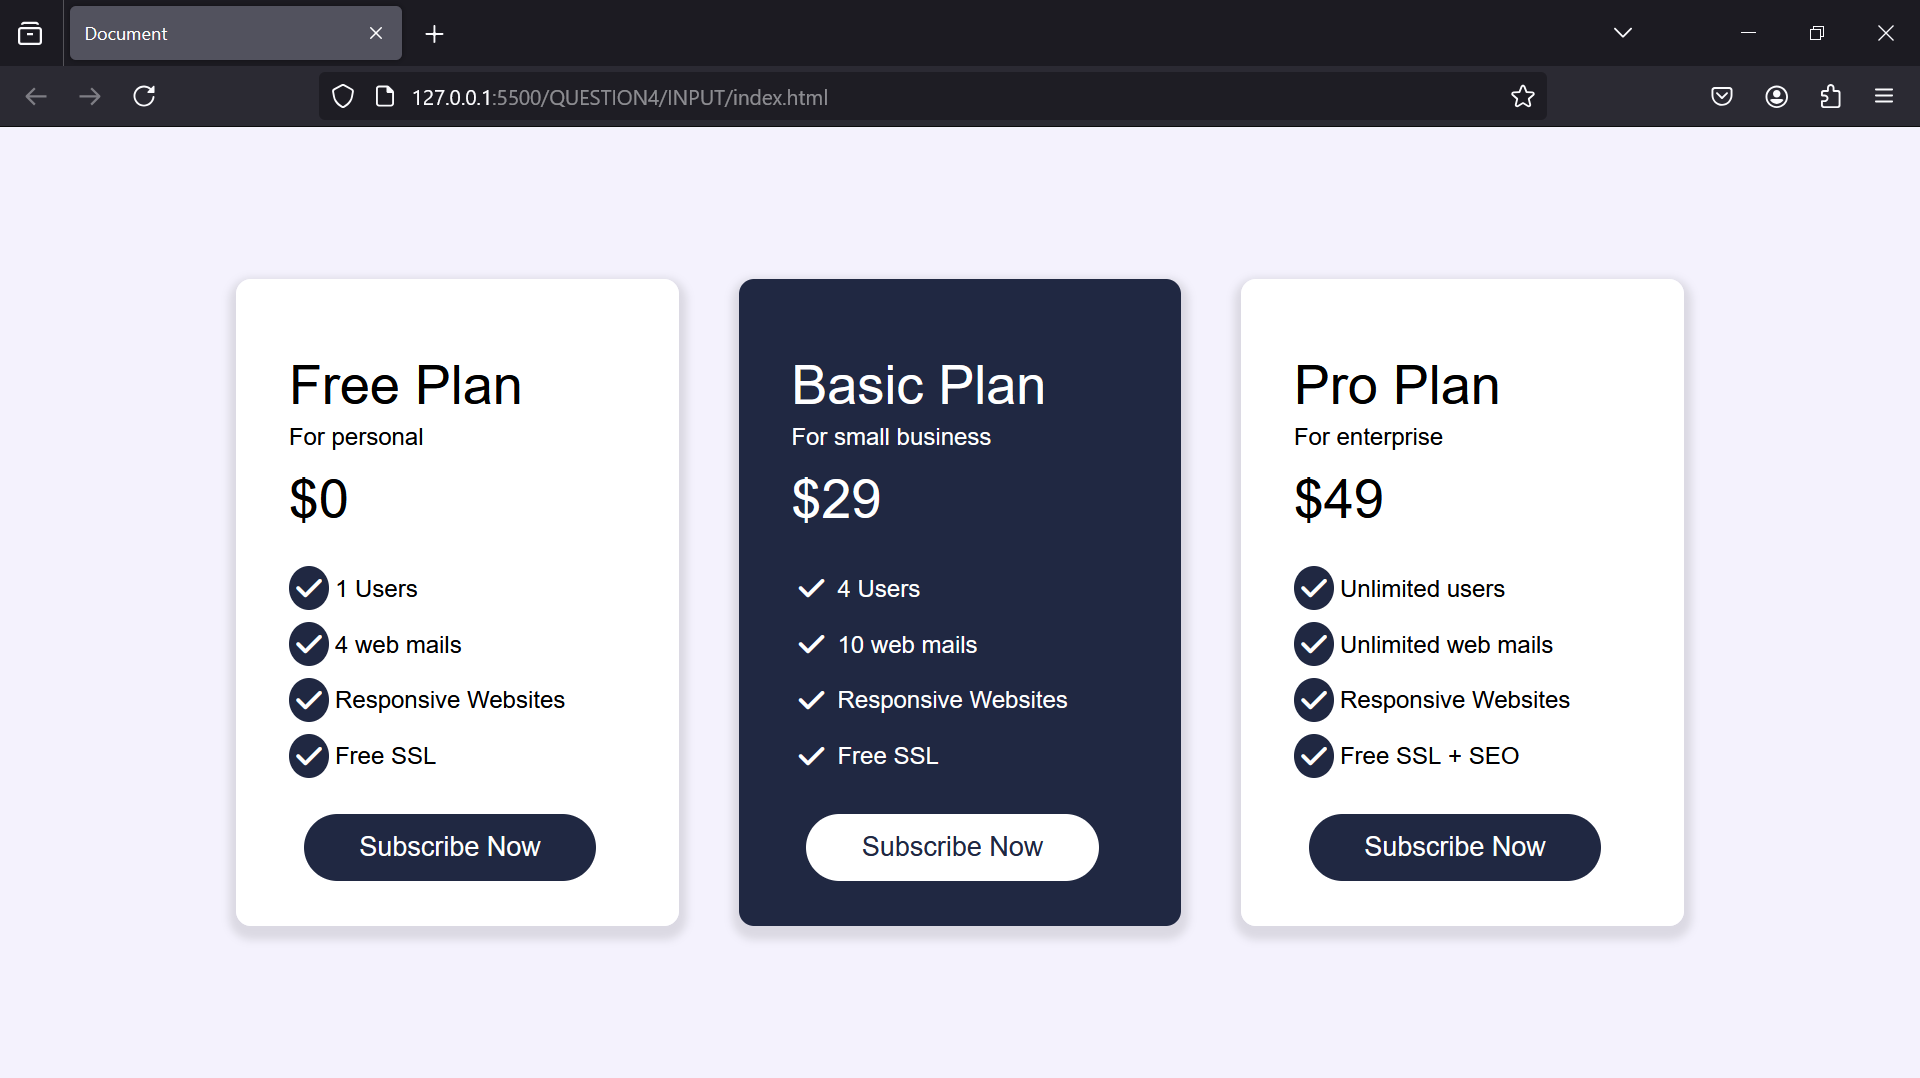 Document
127.0.0.1:5500/QUESTION4/INPUT/index.html
Free Plan
For personal
$0
1 Users
4 web mails
Responsive Websites
Free SSL
Subscribe Now
Basic Plan
For small business
$29
4 Users
10 web mails
Responsive Websites
Free SSL
Subscribe Now
Pro Plan
For enterprise
$49
Unlimited users
Unlimited web mails
Responsive Websites
Free SSL + SEO
Subscribe Now